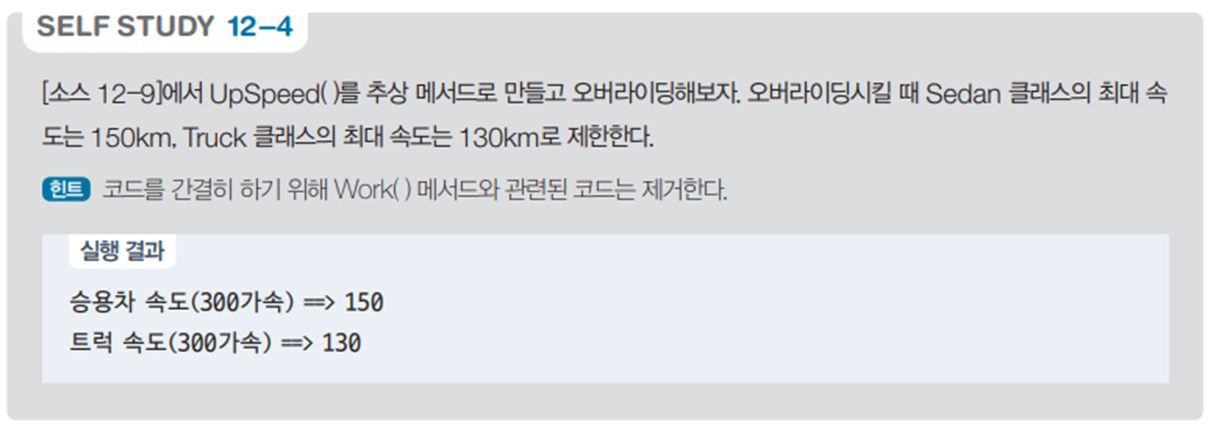 SELF STUDY 12-4
[소스 12-9]에서 UpSpeed( )를 추상 메서드로 만들고 오버라이딩해보자. 오버라이딩시킬 때 Sedan 클래스의 최대 속
도는 150km, Truck 클래스의 최대 속도는 130km로 제한한다.
힌트 코드를 간결히 하기 위해 Work( ) 메서드와 관련된 코드는 제거한다.
실행 결과
승용차 속도(300가속) ==> 150
트럭 속도(300가속) ==> 130